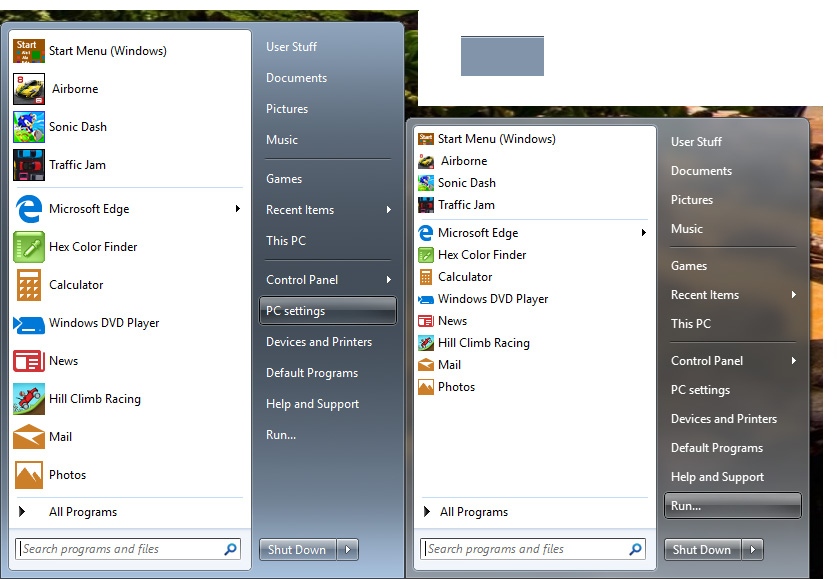 Start Menu (Windows)
Airborne
Sonic Dash
Traffic Jam
Microsoft Edge
Hex Color Finder
Calculator
Windows DVD Player
News
Hill Climb Racing
Mail
Photos
All Programs
Search programs and files
User Stuff
Documents
Pictures
Music
Games
Recent Items
This PC
Control Panel
PC settings
Devices and Printers
Default Programs
Help and Support
Run...
Shut Down
Start Menu (Windows)
Airborne
Sonic Dash
Traffic Jam
Microsoft Edge
Hex Color Finder
Calculator
Windows DVD Player
News
Hill Climb Racing
Mail
Photos
All Programs
Search programs and files
User Stuff
Documents
Pictures
Music
Games
Recent Items
This PC
Control Panel
PC settings
Devices and Printers
Default Programs
Help and Support
Run...
Shut Down